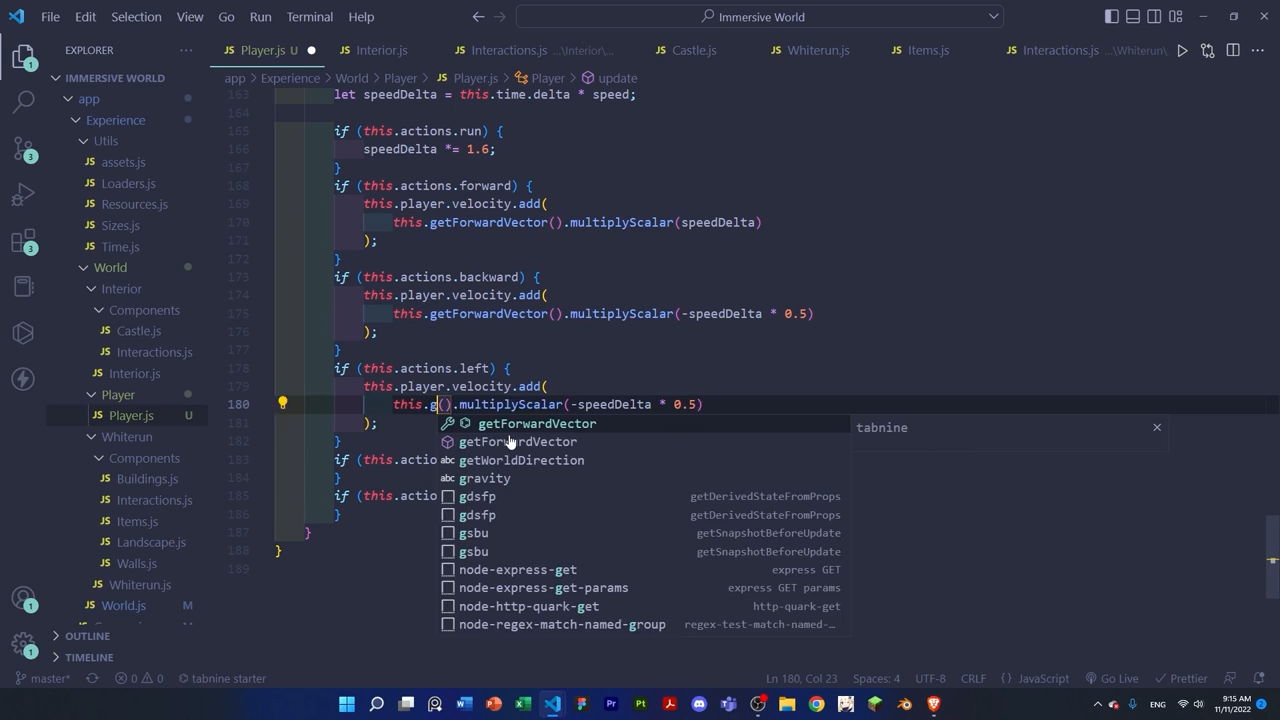 File Edit Selection View Go Run Terminal Help
Immersive World
EXPLORER
JS Player.js U
JS Interior.js
JS Interactions.js ...\Interior\...
JS Castle.js
JS Whiterun.js
JS Items.js
JS Interactions.js ...\Whiterun\
app > Experience > World > Player > JS Player.js > Player > update
IMMERSIVE WORLD
app
Experience
Utils
JS assets.js
JS Loaders.js
JS Resources.js
JS Sizes.js
JS Time.js
World
Interior
Components
JS Castle.js
JS Interactions.js
JS Interior.js
Player
JS Player.js U
Whiterun
Components
JS Buildings.js
JS Interactions.js
JS Items.js
JS Landscape.js
JS Walls.js
JS Whiterun.js
JS World.js M
OUTLINE
TIMELINE
163 let speedDelta = this.time.delta * speed;
164
165 if (this.actions.run) {
166 speedDelta *= 1.6;
167 }
168 if (this.actions.forward) {
169 this.player.velocity.add(
170 this.getForwardVector().multiplyScalar(speedDelta)
171 );
172 }
173 if (this.actions.backward) {
174 this.player.velocity.add(
175 this.getForwardVector().multiplyScalar(-speedDelta * 0.5)
176 );
177 }
178 if (this.actions.left) {
179 this.player.velocity.add(
180 this.g().multiplyScalar(-speedDelta * 0.5)
181 );
182 }
183 if (this.actio
184 }
185 if (this.actio
186 }
187 }
188 }
189
getForwardVector
getForwardVector
abc getWorldDirection
abc gravity
gdsfp getDerivedStateFromProps
gdsfp getDerivedStateFromProps
gsbu getSnapshotBeforeUpdate
gsbu getSnapshotBeforeUpdate
node-express-get express GET
node-express-get-params express GET params
node-http-quark-get http-quark-get
node-regex-match-named-group regex-test-match-named-…
tabnine
master* 0 0 tabnine starter
Ln 180, Col 23 Spaces: 4 UTF-8 CRLF JavaScript Go Live Prettier
ENG
9:15 AM
11/11/2022